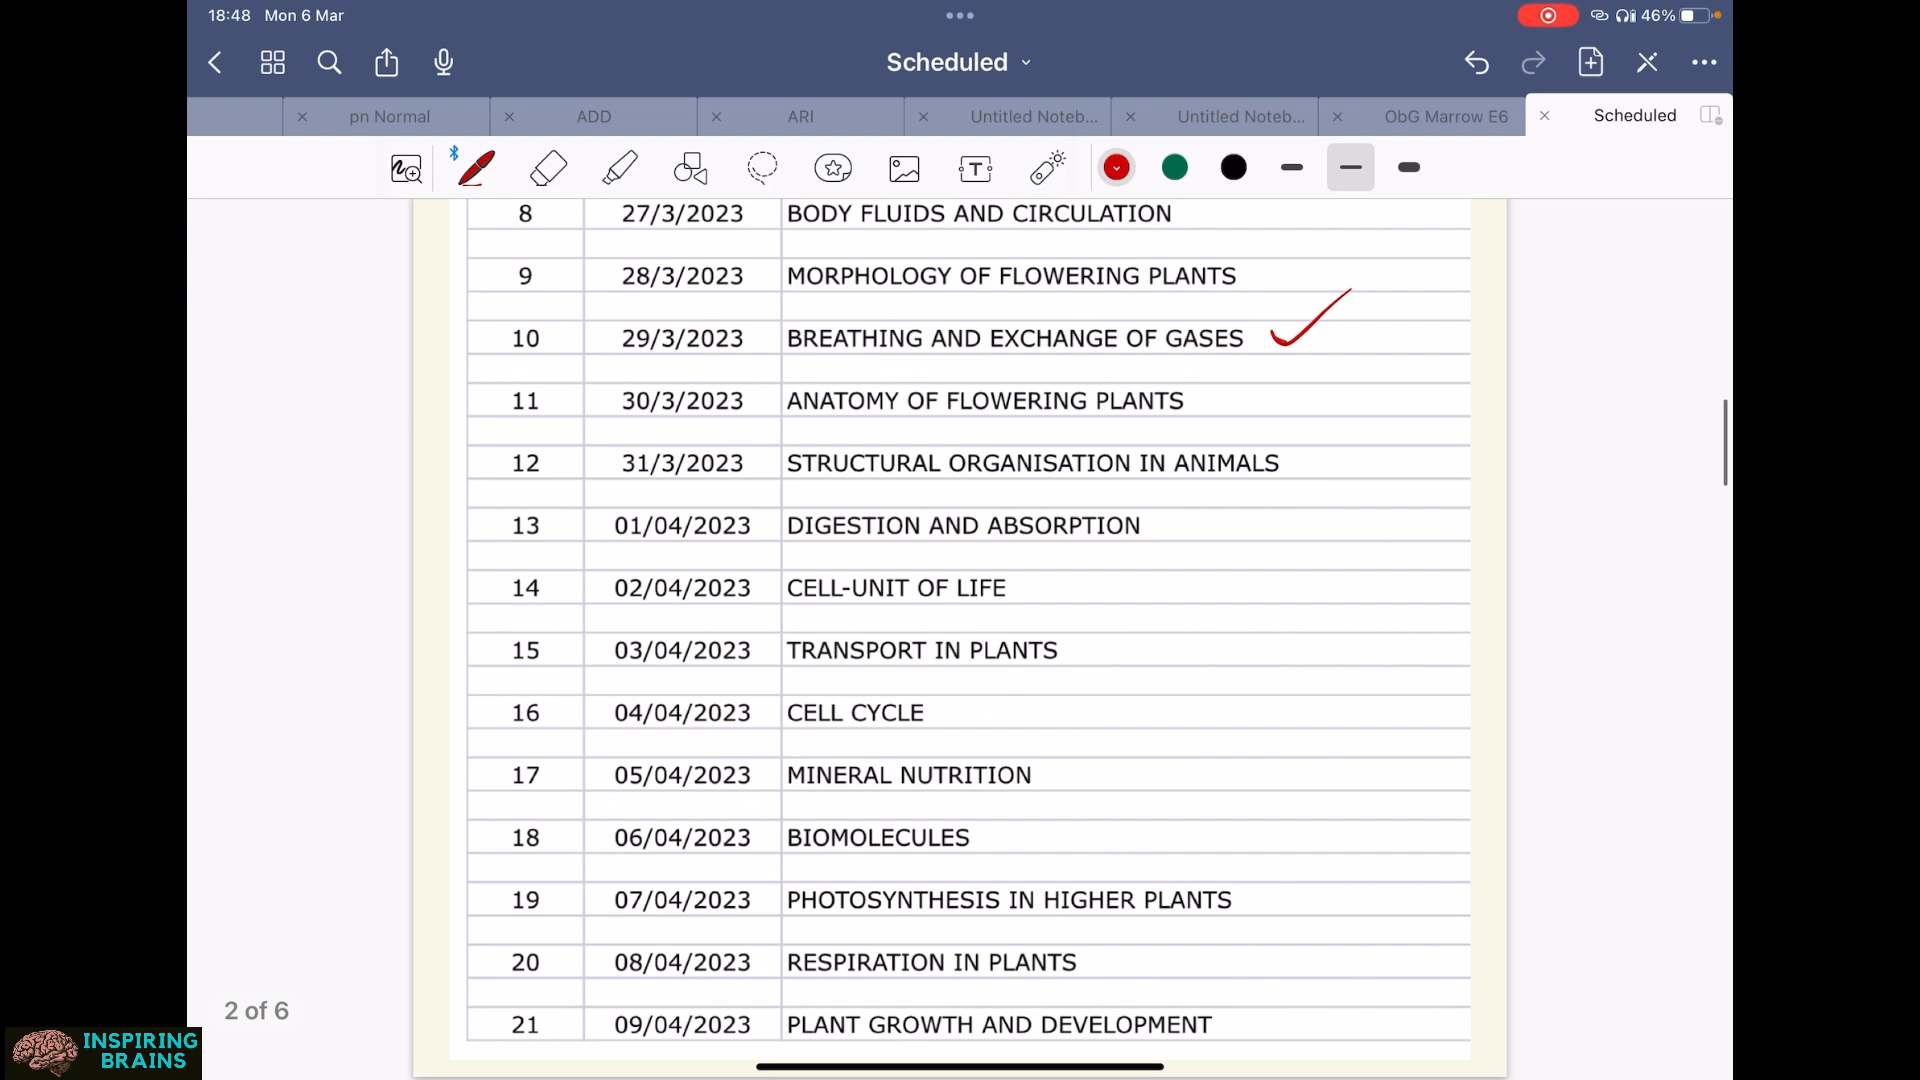 18:48 Mon 6 Mar
46%
Scheduled
pn Normal
ADD
ARI
Untitled Noteb...
Untitled Noteb...
ObG Marrow E6
Scheduled
8 27/3/2023 BODY FLUIDS AND CIRCULATION
9 28/3/2023 MORPHOLOGY OF FLOWERING PLANTS
10 29/3/2023 BREATHING AND EXCHANGE OF GASES
11 30/3/2023 ANATOMY OF FLOWERING PLANTS
12 31/3/2023 STRUCTURAL ORGANISATION IN ANIMALS
13 01/04/2023 DIGESTION AND ABSORPTION
14 02/04/2023 CELL-UNIT OF LIFE
15 03/04/2023 TRANSPORT IN PLANTS
16 04/04/2023 CELL CYCLE
17 05/04/2023 MINERAL NUTRITION
18 06/04/2023 BIOMOLECULES
19 07/04/2023 PHOTOSYNTHESIS IN HIGHER PLANTS
20 08/04/2023 RESPIRATION IN PLANTS
21 09/04/2023 PLANT GROWTH AND DEVELOPMENT
2 of 6
INSPIRING
BRAINS